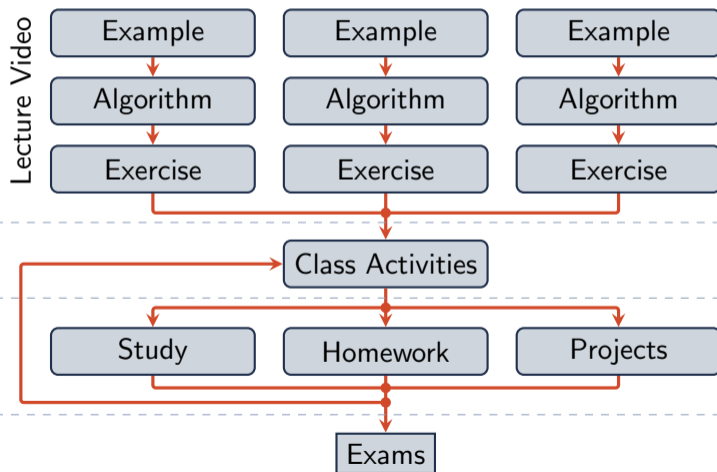 Lecture Video
Example Example Example
Algorithm Algorithm Algorithm
Exercise Exercise Exercise
Class Activities
Study Homework Projects
Exams